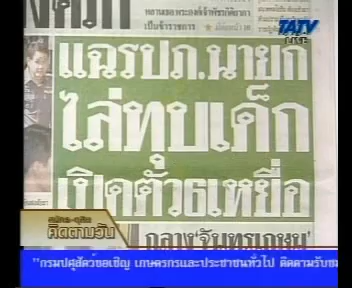 TATV
LIVE
แฉรปภ.นายก
ไล่ทุบเด็ก
เปิดตัว6เหยื่อ
คิดตามวัน
กลาง'จันทรเกษม'
"กรมปศุสัตว์ขอเชิญ เกษตรกรและประชาชนทั่วไป ติดตามรับชม